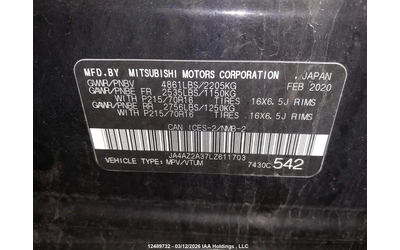 MFD.BY MITSUBISHI MOTORS CORPORATION JAPAN
GVWR/PNBV 4861LBS/2205KG FEB 2020
GAWR/PNBE FR 2535LBS/1150KG
WITH P215/70R16 TIRES 16X6.5J RIMS
GAWR/PNBE RR 2756LBS/1250KG
WITH P215/70R16 TIRES 16X6.5J RIMS
CAN ICES-2/NMB-2
JA4AZ2A37LZ611703
VEHICLE TYPE: MPV/VTUM 7430C 542
12489732 - 03/12/2026 IAA Holdings, LLC